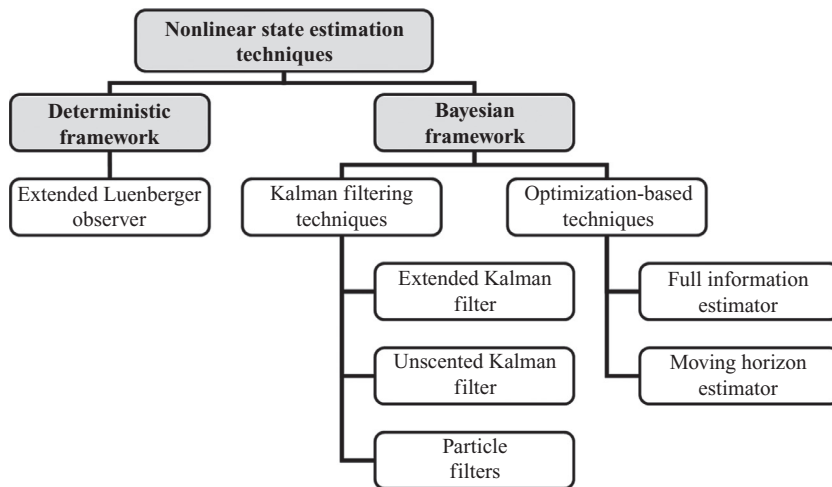 Nonlinear state estimation
techniques
Deterministic
framework
Bayesian
framework
Extended Luenberger
observer
Kalman filtering
techniques
Optimization-based
techniques
Extended Kalman
filter
Full information
estimator
Unscented Kalman
filter
Moving horizon
estimator
Particle
filters